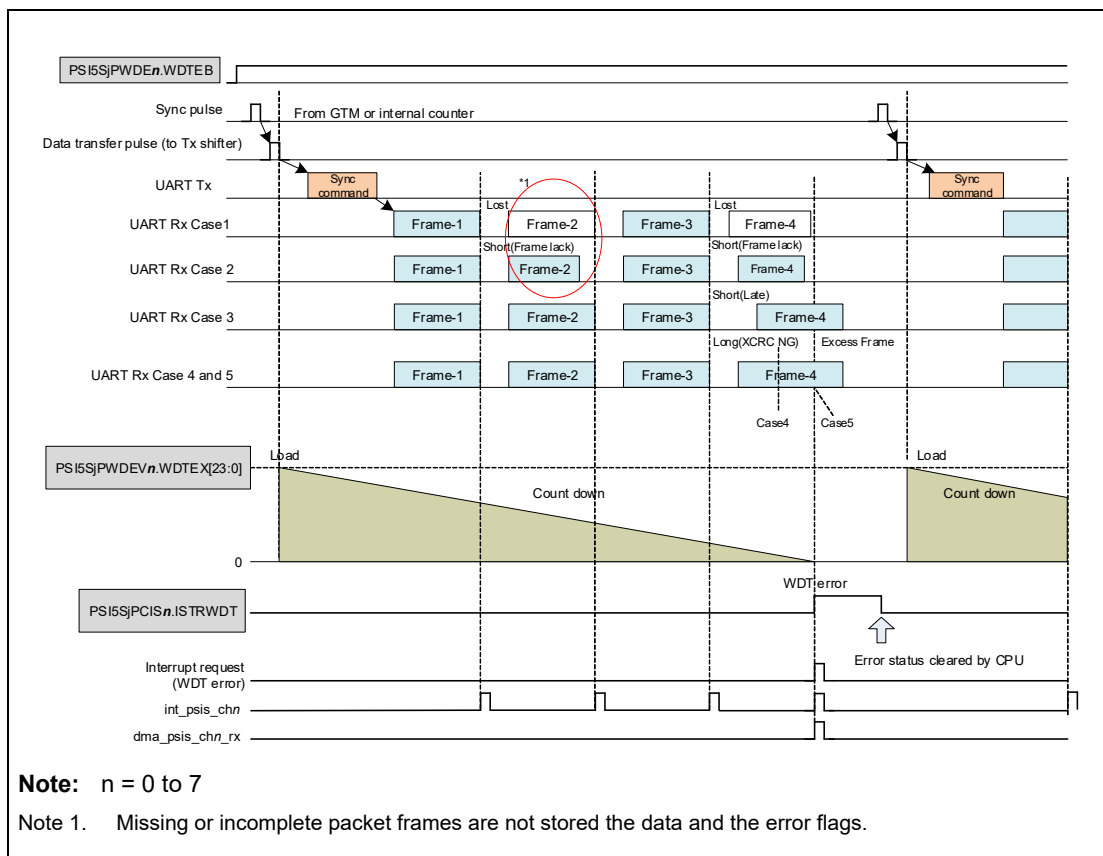 PSI5SjPWDEn.WDTEB
Sync pulse
From GTM or internal counter
Data transfer pulse (to Tx shifter)
UART Tx
Sync
command
*1
Sync
command
Lost
Lost
UART Rx Case1
Frame-1
Frame-2
Frame-3
Frame-4
Short(Frame lack)
Short(Frame lack)
UART Rx Case 2
Frame-1
Frame-2
Frame-3
Frame-4
Short(Late)
UART Rx Case 3
Frame-1
Frame-2
Frame-3
Frame-4
Long(XCRC NG)
Excess Frame
UART Rx Case 4 and 5
Frame-1
Frame-2
Frame-3
Frame-4
Case4
Case5
Load
Load
PSI5SjPWDEVn.WDTEX[23:0]
Count down
Count down
0
WDT error
PSI5SjPCISn.ISTRWDT
Error status cleared by CPU
Interrupt request
(WDT error)
int_psis_chn
dma_psis_chn_rx
Note: n = 0 to 7
Note 1. Missing or incomplete packet frames are not stored the data and the error flags.